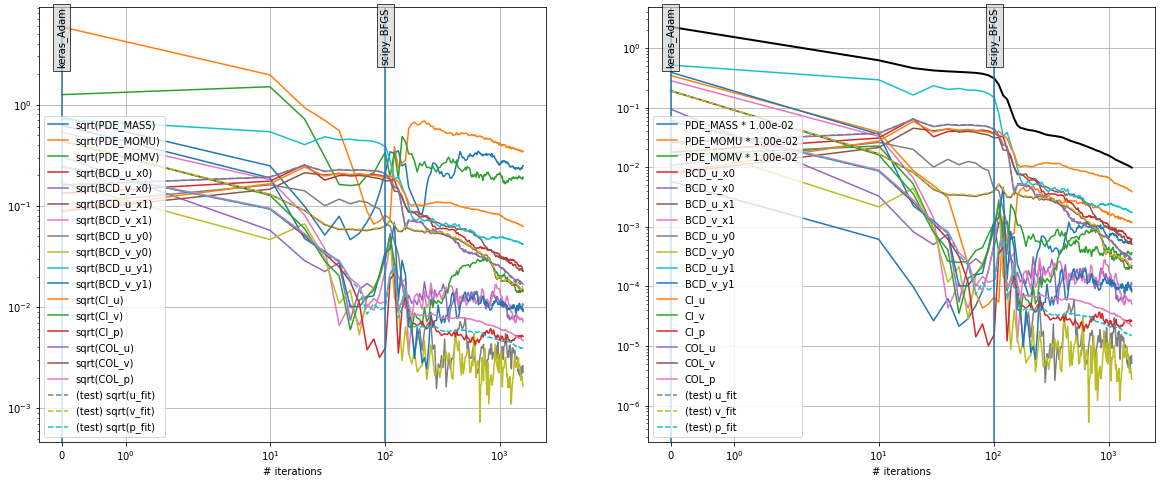 keras_Adam
scipy_BFGS
10⁰
10⁻¹
10⁻²
10⁻³
sqrt(PDE_MASS)
sqrt(PDE_MOMU)
sqrt(PDE_MOMV)
sqrt(BCD_u_x0)
sqrt(BCD_v_x0)
sqrt(BCD_u_x1)
sqrt(BCD_v_x1)
sqrt(BCD_u_y0)
sqrt(BCD_v_y0)
sqrt(BCD_u_y1)
sqrt(BCD_v_y1)
sqrt(CI_u)
sqrt(CI_v)
sqrt(CI_p)
sqrt(COL_u)
sqrt(COL_v)
sqrt(COL_p)
(test) sqrt(u_fit)
(test) sqrt(v_fit)
(test) sqrt(p_fit)
0 10⁰ 10¹ 10² 10³
# iterations
keras_Adam
scipy_BFGS
10⁰
10⁻¹
10⁻²
10⁻³
10⁻⁴
10⁻⁵
10⁻⁶
PDE_MASS * 1.00e-02
PDE_MOMU * 1.00e-02
PDE_MOMV * 1.00e-02
BCD_u_x0
BCD_v_x0
BCD_u_x1
BCD_v_x1
BCD_u_y0
BCD_v_y0
BCD_u_y1
BCD_v_y1
CI_u
CI_v
CI_p
COL_u
COL_v
COL_p
(test) u_fit
(test) v_fit
(test) p_fit
0 10⁰ 10¹ 10² 10³
# iterations